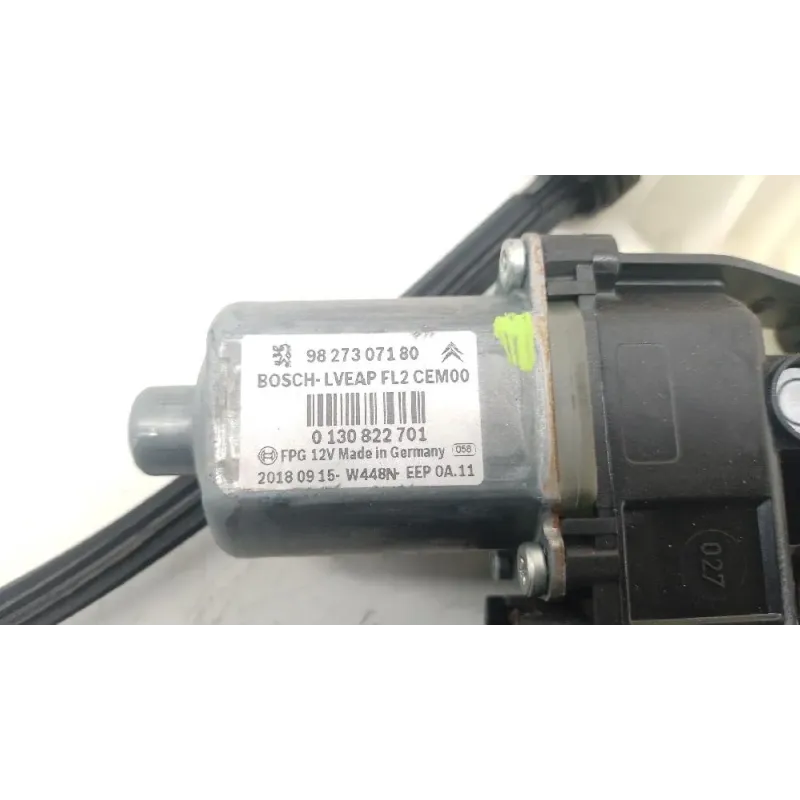 98 273 071 80
BOSCH-LVEAP FL2 CEM00
0 130 822 701
FPG 12V Made in Germany 056
2018 09 15- W448N- EEP 0A.11
027